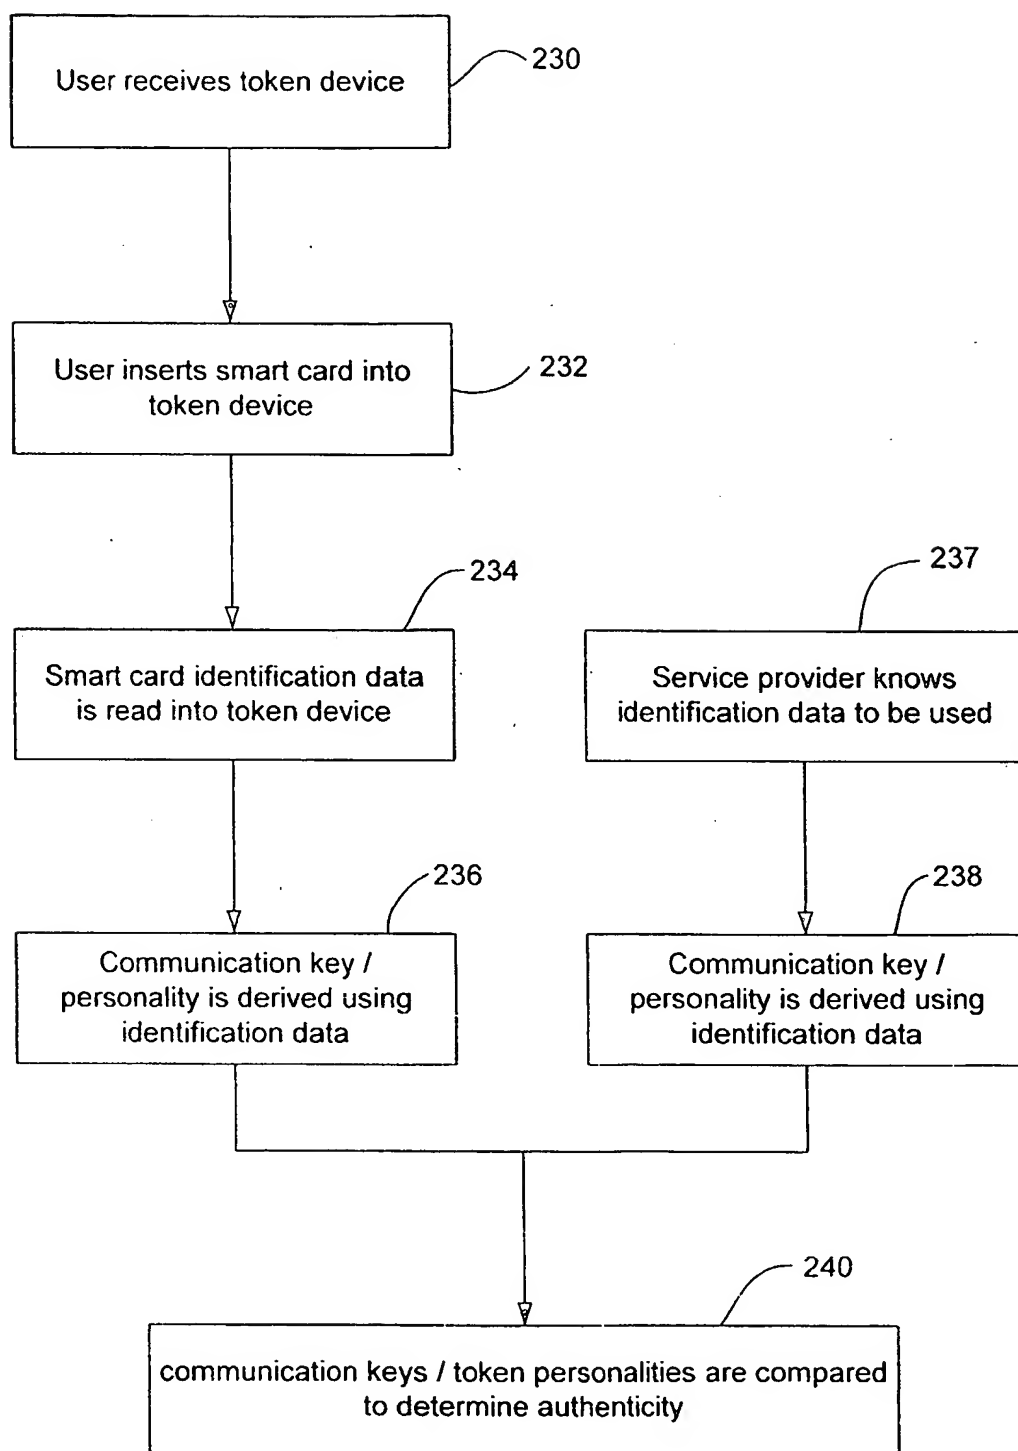 User receives token device
230
User inserts smart card into
token device
232
234
Smart card identification data
is read into token device
237
Service provider knows
identification data to be used
236
Communication key /
personality is derived using
identification data
238
Communication key /
personality is derived using
identification data
240
communication keys / token personalities are compared
to determine authenticity